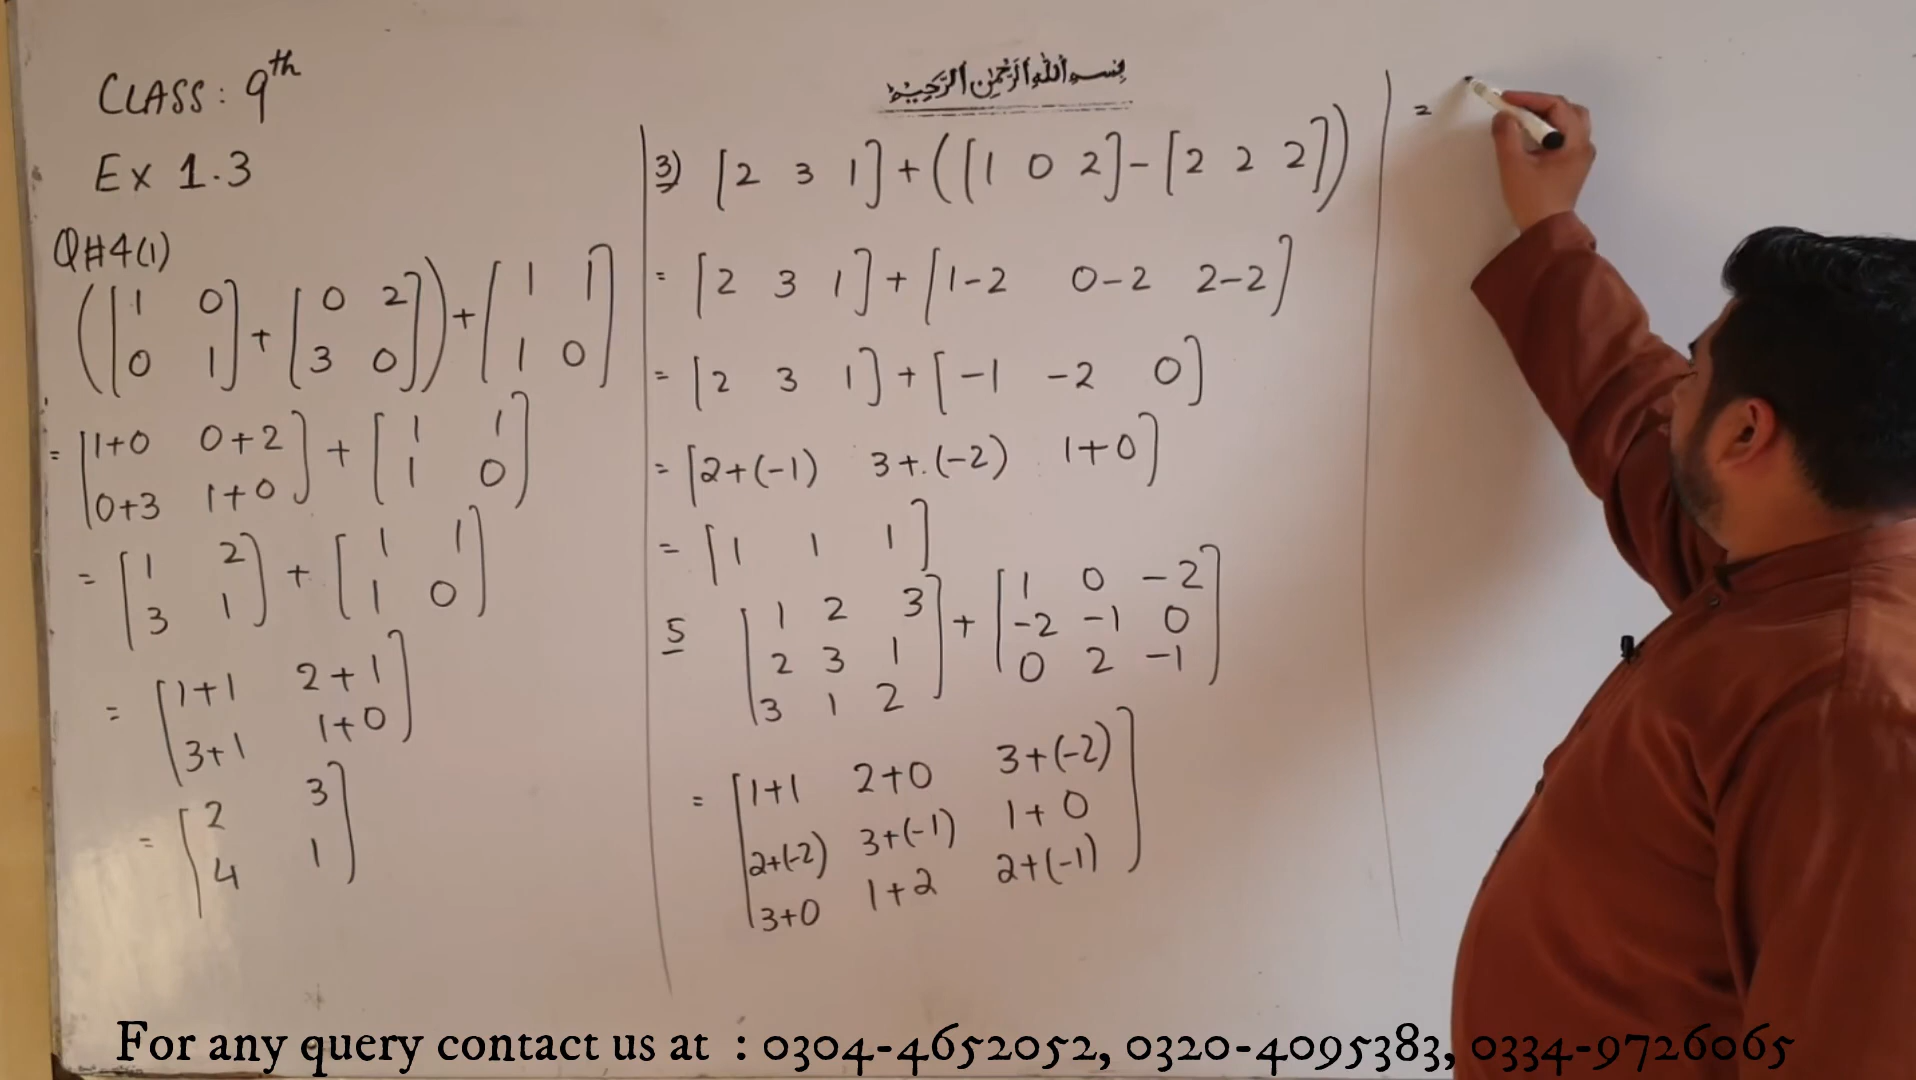 CLASS: 9th
Ex 1.3
Q#4(1)
([1 0] + [0 2]) + [1 1]
([0 1] [3 0]) [1 0]
= [1+0 0+2] + [1 1]
[0+3 1+0] [1 0]
= [1 2] + [1 1]
[3 1] [1 0]
= [1+1 2+1]
[3+1 1+0]
= [2 3]
[4 1]
بسم اللہ الرحمن الرحیم
3) [2 3 1] + ([1 0 2] - [2 2 2])
= [2 3 1] + [1-2 0-2 2-2]
= [2 3 1] + [-1 -2 0]
= [2+(-1) 3+(-2) 1+0]
= [1 1 1]
5 [1 2 3] + [1 0 -2]
[2 3 1] [-2 -1 0]
[3 1 2] [0 2 -1]
= [1+1 2+0 3+(-2)]
[2+(-2) 3+(-1) 1+0]
[3+0 1+2 2+(-1)]
=
For any query contact us at : 0304-4652052, 0320-4095383, 0334-9726065